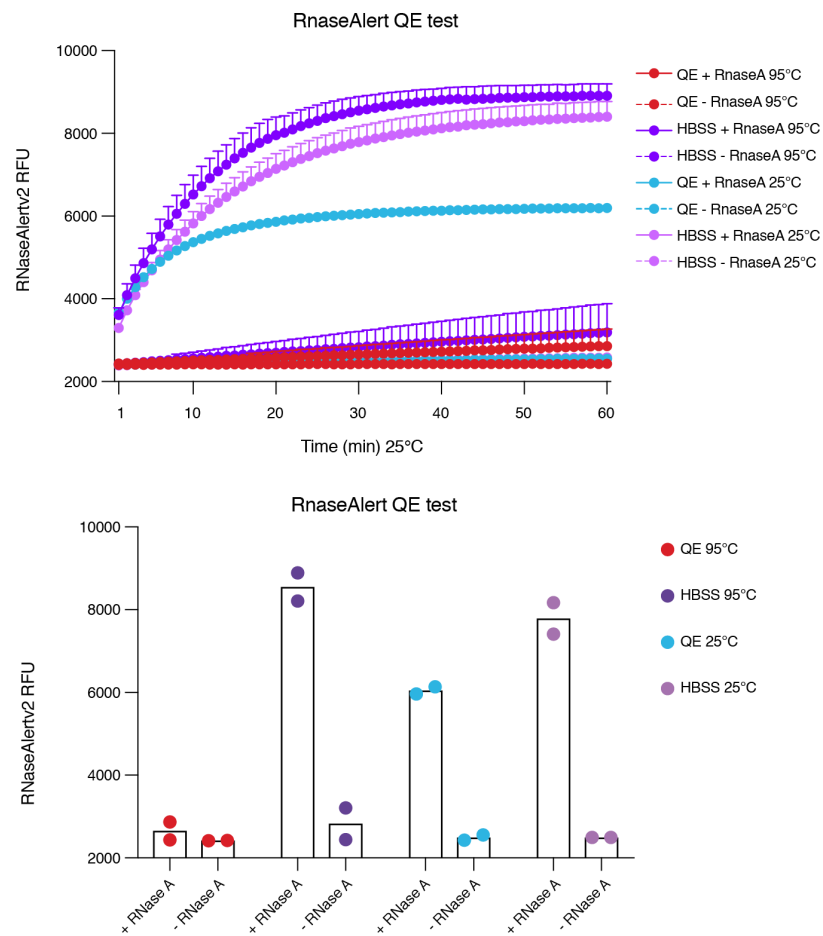 RnaseAlert QE test
10000
8000
6000
4000
2000
RNaseAlertv2 RFU
1 10 20 30 40 50 60
Time (min) 25°C
QE + RnaseA 95°C
QE - RnaseA 95°C
HBSS + RnaseA 95°C
HBSS - RnaseA 95°C
QE + RnaseA 25°C
QE - RnaseA 25°C
HBSS + RnaseA 25°C
HBSS - RnaseA 25°C
RnaseAlert QE test
10000
8000
6000
4000
2000
RNaseAlertv2 RFU
+ RNase A - RNase A + RNase A - RNase A + RNase A - RNase A + RNase A - RNase A
QE 95°C
HBSS 95°C
QE 25°C
HBSS 25°C